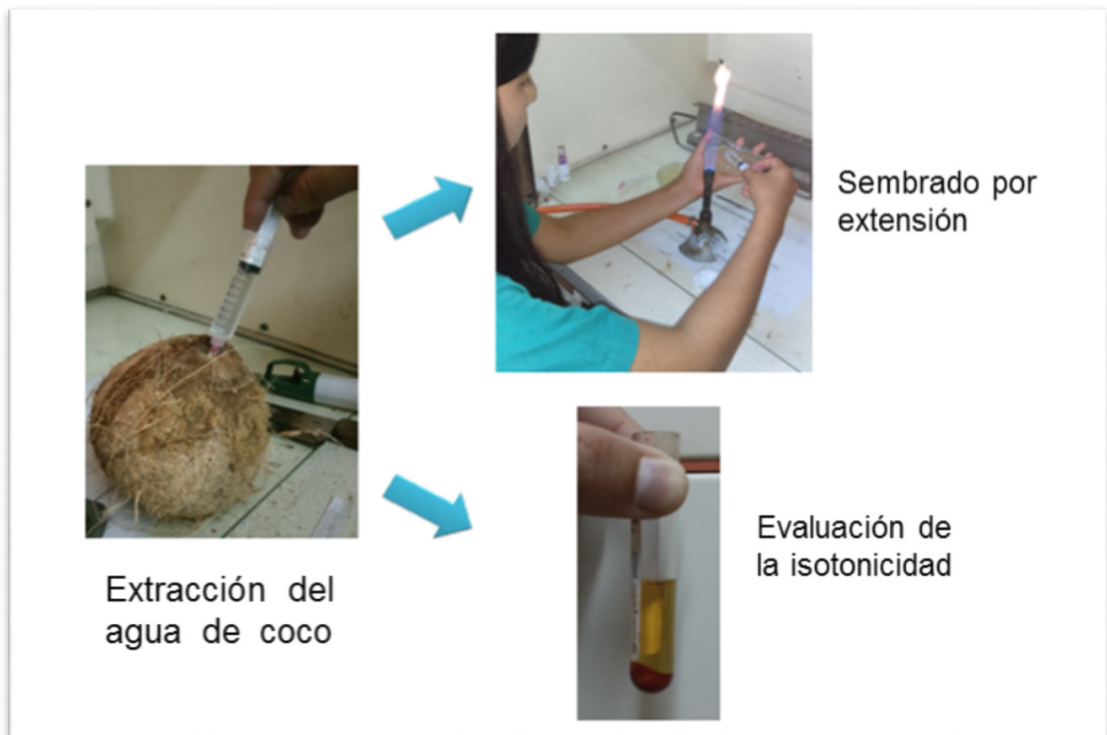 Sembrado por
extensión
Extracción del
agua de coco
Evaluación de
la isotonicidad